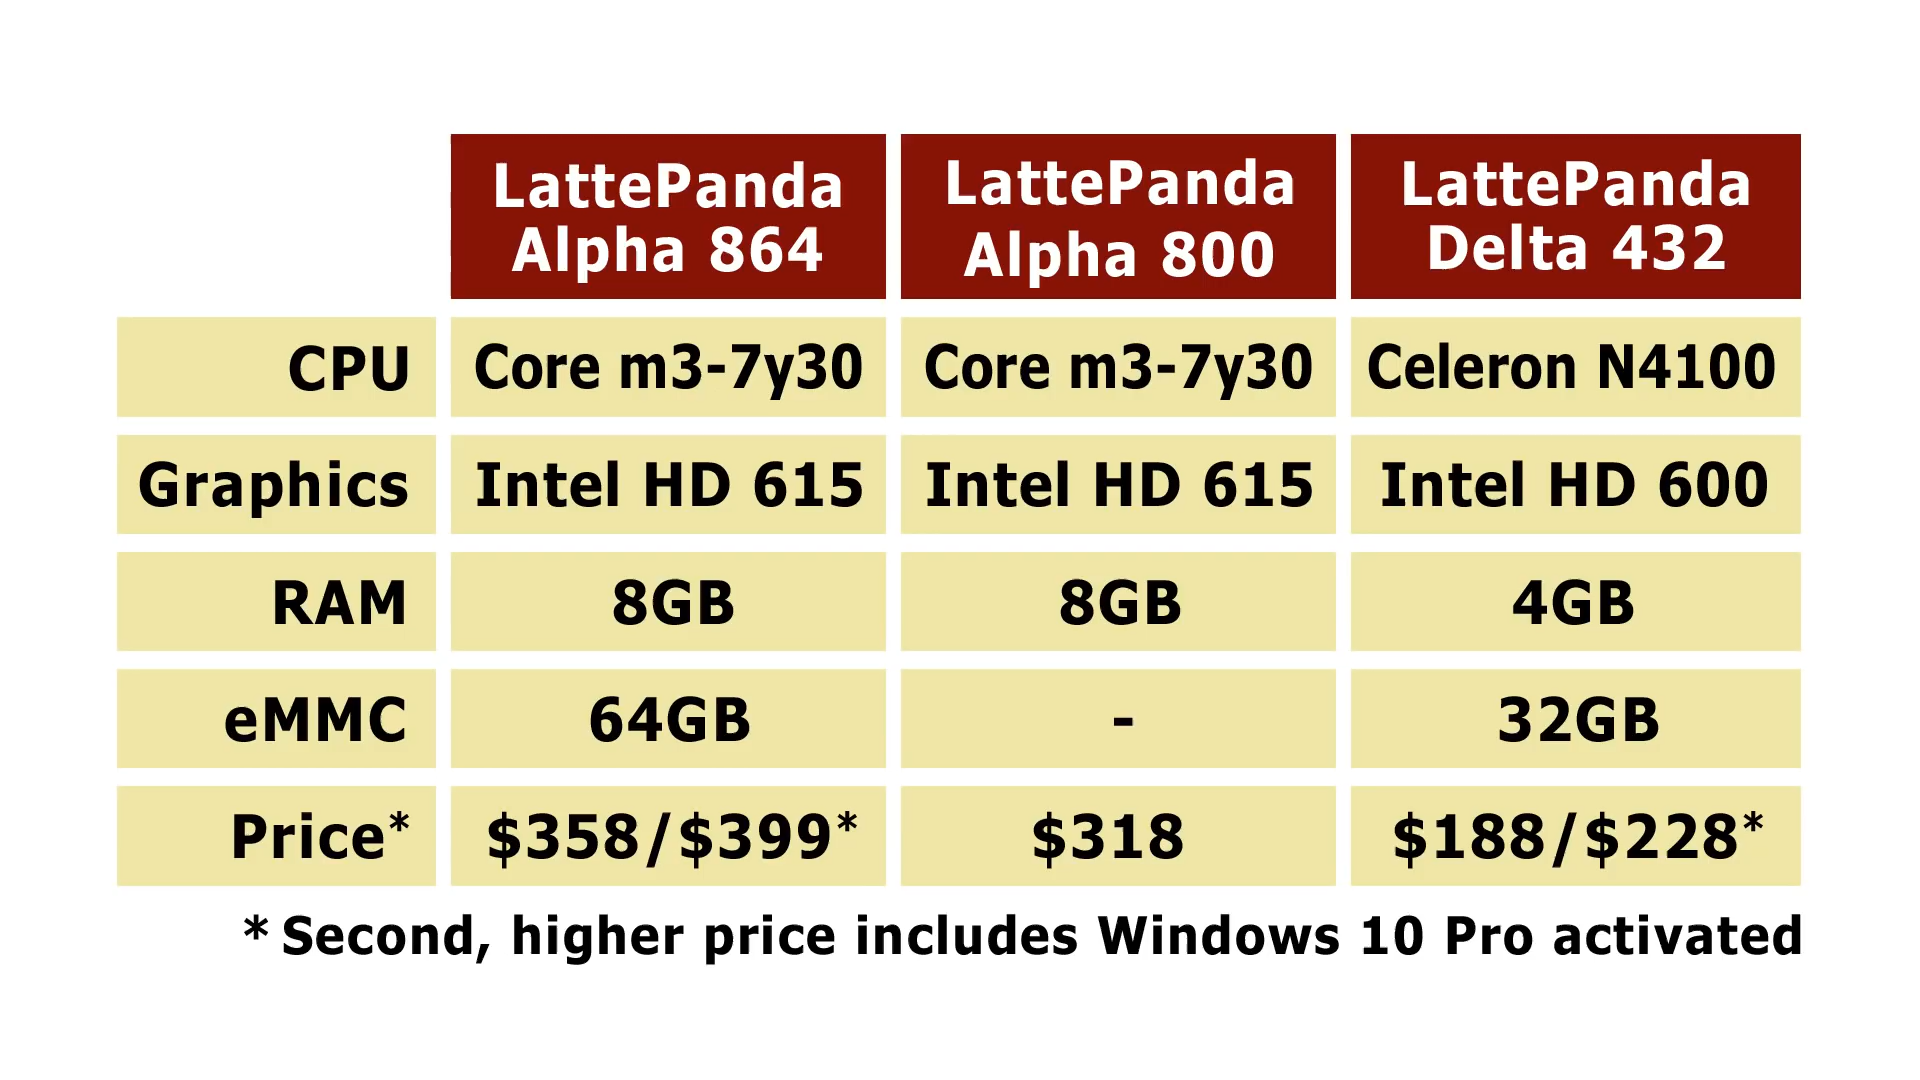 LattePanda Alpha 864 LattePanda Alpha 800 LattePanda Delta 432
CPU Core m3-7y30 Core m3-7y30 Celeron N4100
Graphics Intel HD 615 Intel HD 615 Intel HD 600
RAM 8GB 8GB 4GB
eMMC 64GB - 32GB
Price* $358/$399* $318 $188/$228*
* Second, higher price includes Windows 10 Pro activated